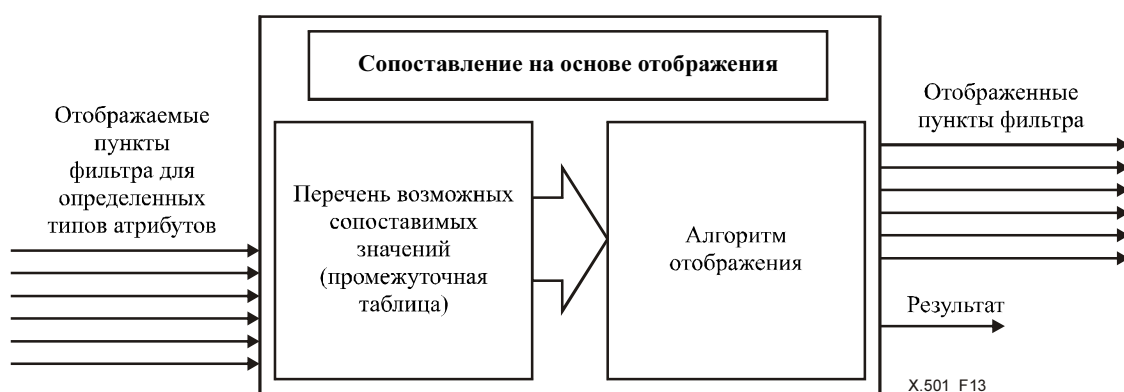 Сопоставление на основе отображения
Отображаемые
пункты
фильтра для
определенных
типов атрибутов
Перечень возможных
сопоставимых
значений
(промежуточная
таблица)
Алгоритм
отображения
Отображенные
пункты фильтра
Результат
X.501_F13